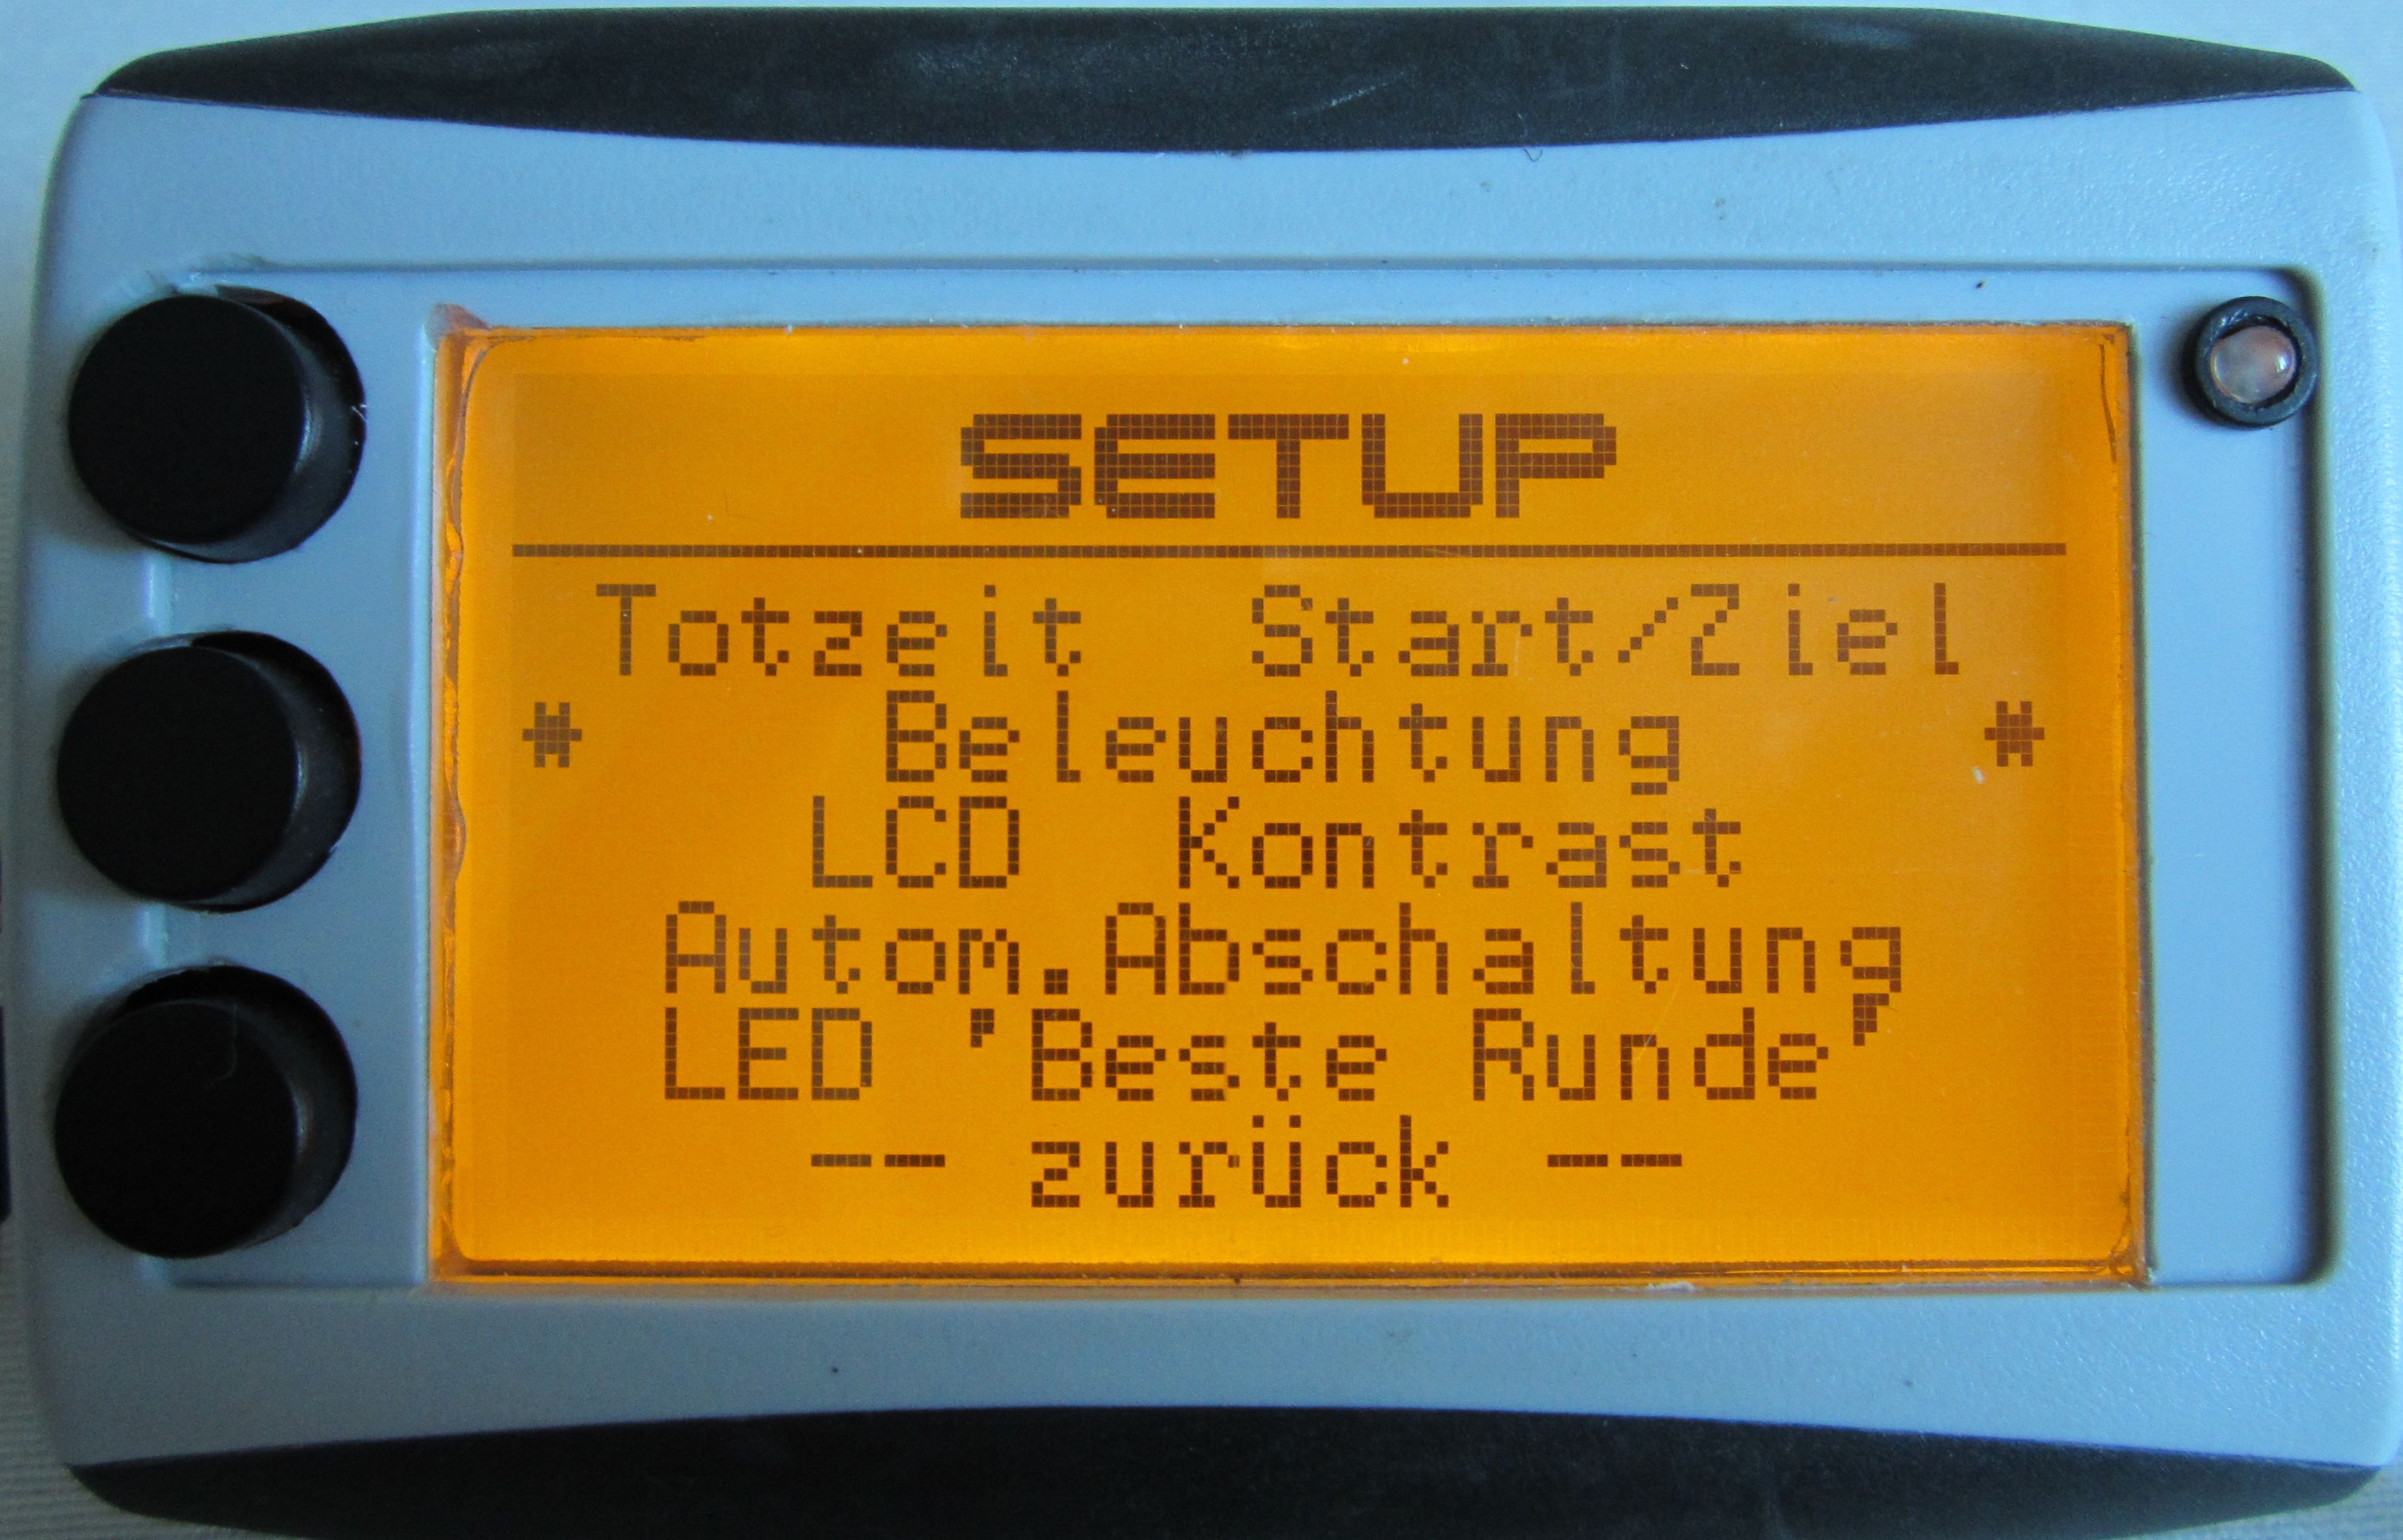 SETUP
Totzeit Start/Ziel
* Beleuchtung *
LCD Kontrast
Autom.Abschaltung
LED 'Beste Runde'
-- zurück --